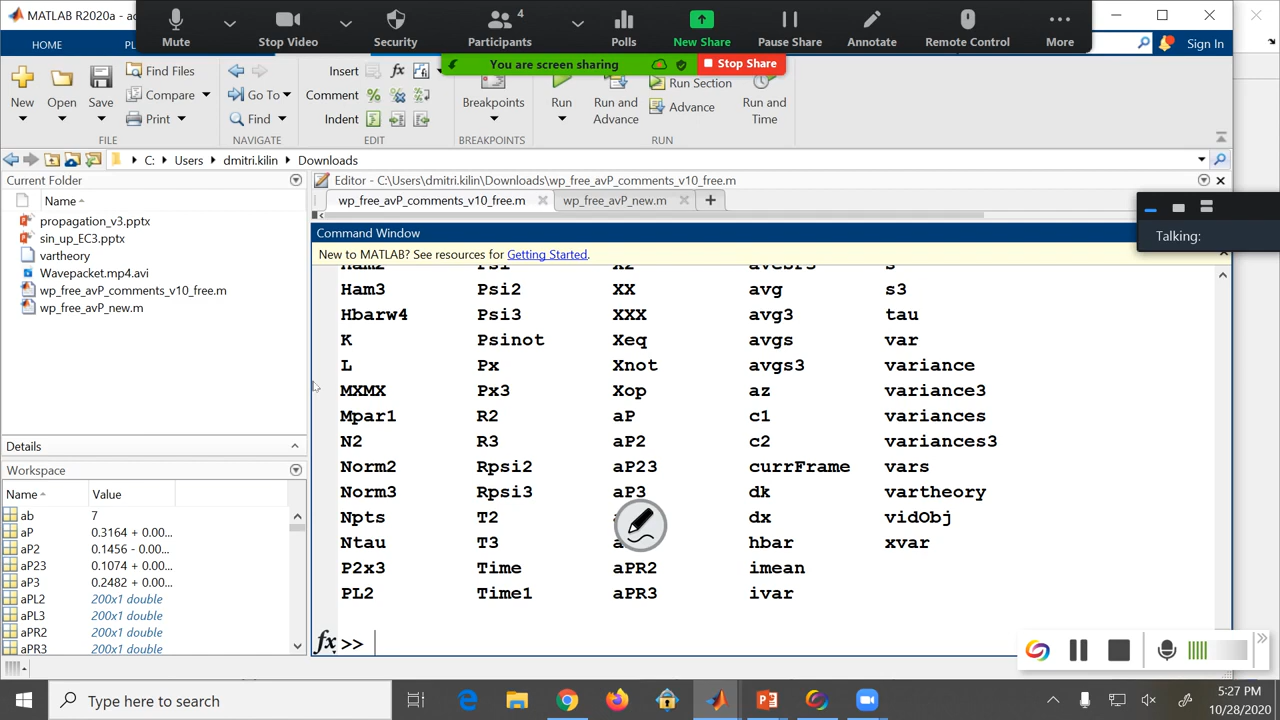 MATLAB R2020a - ac
Mute
Stop Video
Security
4
Participants
Polls
New Share
Pause Share
Annotate
Remote Control
More
HOME
PL
Sign In
You are screen sharing
Stop Share
New
Open
Save
Find Files
Compare
Print
Go To
Find
Insert
fx
Comment
Indent
Breakpoints
Run
Run and Advance
Run Section
Advance
Run and Time
FILE
NAVIGATE
EDIT
BREAKPOINTS
RUN
C: Users dmitri.kilin Downloads
Current Folder
Name
propagation_v3.pptx
sin_up_EC3.pptx
vartheory
Wavepacket.mp4.avi
wp_free_avP_comments_v10_free.m
wp_free_avP_new.m
Details
Workspace
Name Value
ab 7
aP 0.3164 + 0.00...
aP2 0.1456 - 0.00...
aP23 0.1074 + 0.00...
aP3 0.2482 + 0.00...
aPL2 200x1 double
aPL3 200x1 double
aPR2 200x1 double
aPR3 200x1 double
Editor - C:\Users\dmitri.kilin\Downloads\wp_free_avP_comments_v10_free.m
wp_free_avP_comments_v10_free.m
wp_free_avP_new.m
Talking:
Command Window
New to MATLAB? See resources for Getting Started.
Ham3 Psi2 XX avg s3
Hbarw4 Psi3 XXX avg3 tau
K Psinot Xeq avgs var
L Px Xnot avgs3 variance
MXMX Px3 Xop az variance3
Mpar1 R2 aP c1 variances
N2 R3 aP2 c2 variances3
Norm2 Rpsi2 aP23 currFrame vars
Norm3 Rpsi3 aP3 dk vartheory
Npts T2 dx vidObj
Ntau T3 hbar xvar
P2x3 Time aPR2 imean
PL2 Time1 aPR3 ivar
fx >>
Type here to search
5:27 PM
10/28/2020